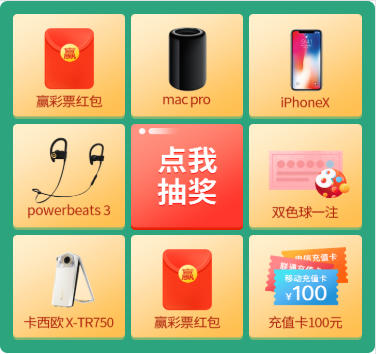 赢
赢彩票红包
mac pro
iPhoneX
powerbeats 3
点我
抽奖
8
双色球一注
卡西欧 X-TR750
赢
赢彩票红包
电信充值卡
联通充值卡
移动充值卡
¥100
充值卡100元